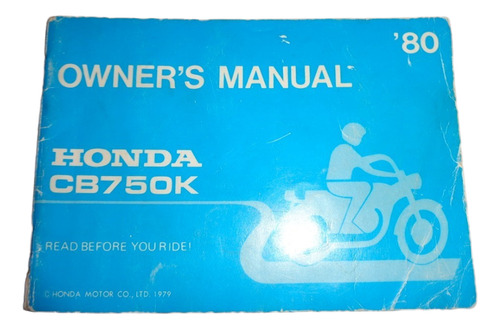 '80
OWNER'S MANUAL
HONDA
CB750K
READ BEFORE YOU RIDE!
© HONDA MOTOR CO., LTD. 1979